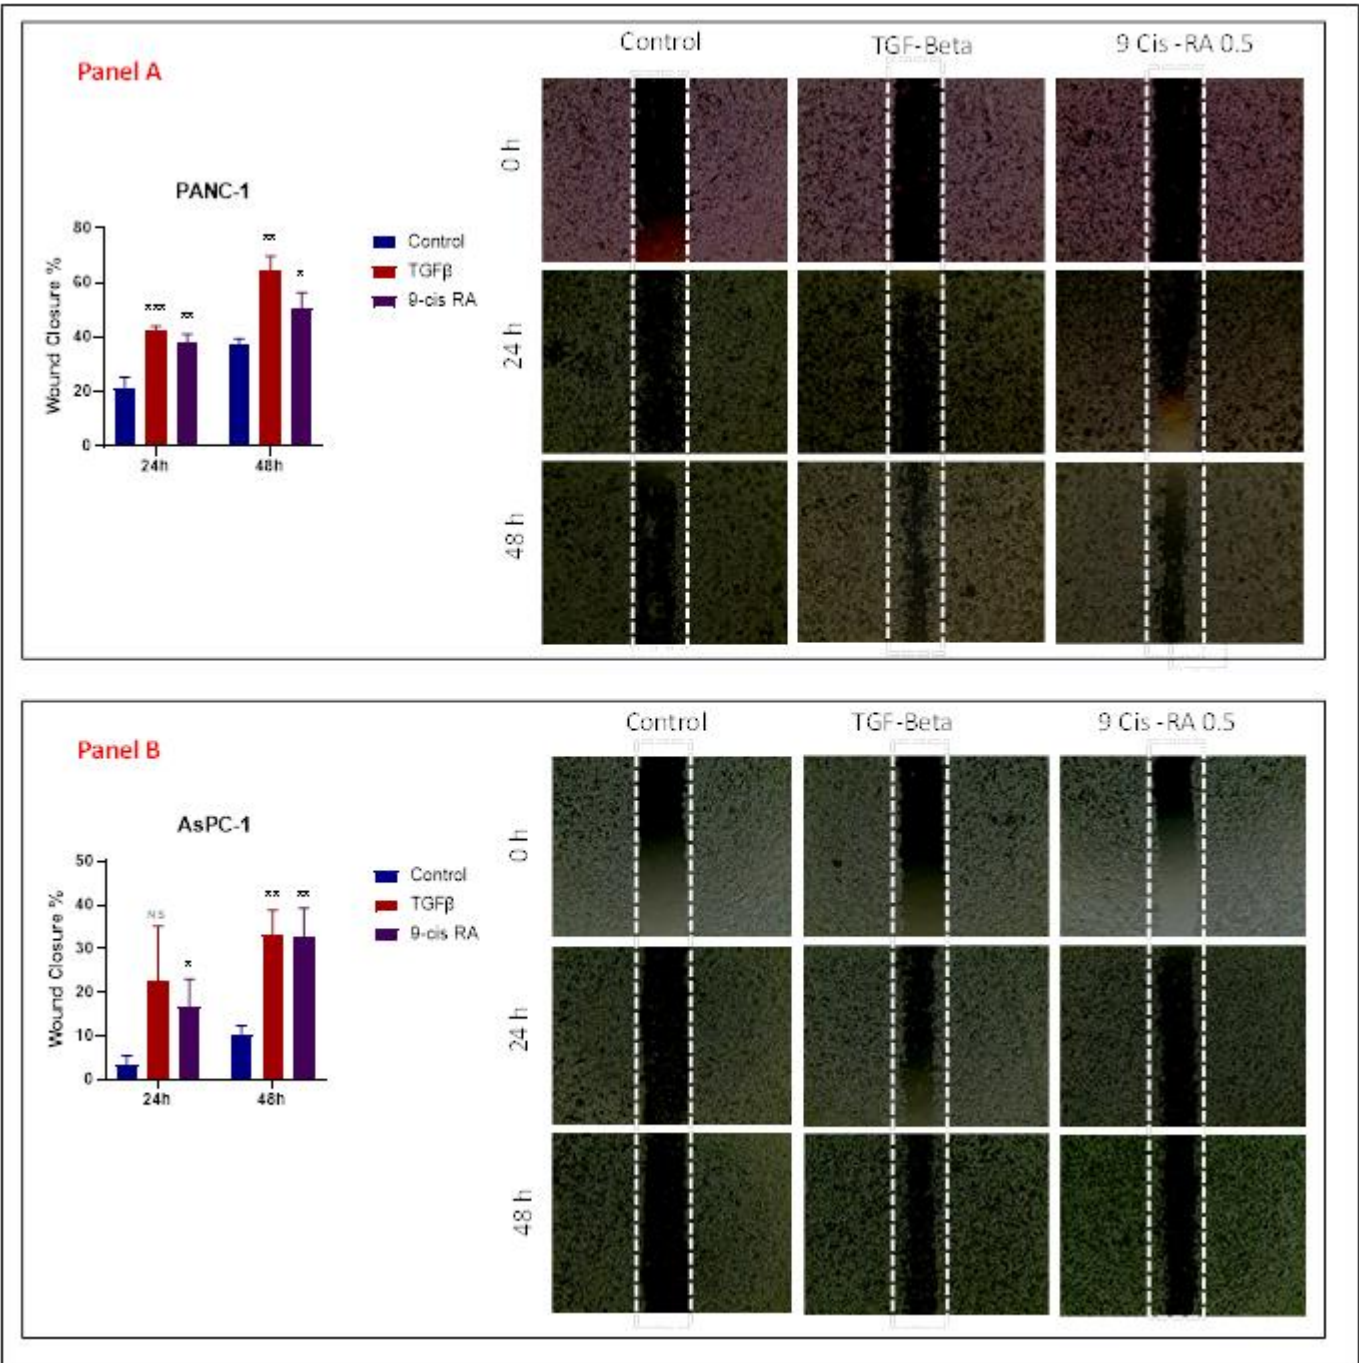 Panel A
Control
TGF-Beta
9 Cis -RA 0.5
0 h
24 h
48 h
PANC-1
Wound Closure %
80
60
40
20
0
***
**
**
*
24h
48h
Control
TGFβ
9-cis RA
Panel B
Control
TGF-Beta
9 Cis -RA 0.5
0 h
24 h
48 h
AsPC-1
Wound Closure %
50
40
30
20
10
0
NS
*
**
**
24h
48h
Control
TGFβ
9-cis RA